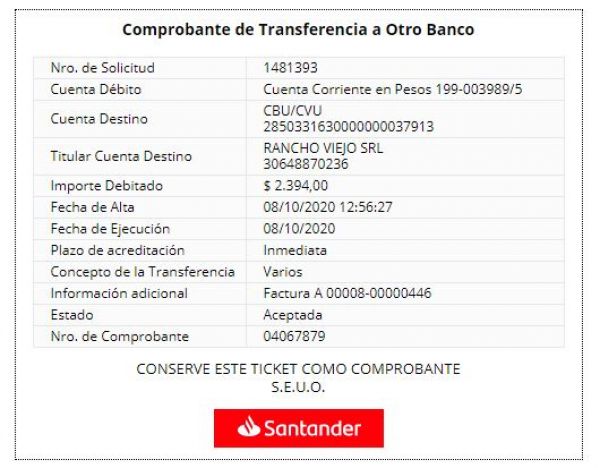 Comprobante de Transferencia a Otro Banco
Nro. de Solicitud 1481393
Cuenta Débito Cuenta Corriente en Pesos 199-003989/5
Cuenta Destino CBU/CVU
2850331630000000037913
Titular Cuenta Destino RANCHO VIEJO SRL
30648870236
Importe Debitado $ 2.394,00
Fecha de Alta 08/10/2020 12:56:27
Fecha de Ejecución 08/10/2020
Plazo de acreditación Inmediata
Concepto de la Transferencia Varios
Información adicional Factura A 00008-00000446
Estado Aceptada
Nro. de Comprobante 04067879
CONSERVE ESTE TICKET COMO COMPROBANTE
S.E.U.O.
Santander